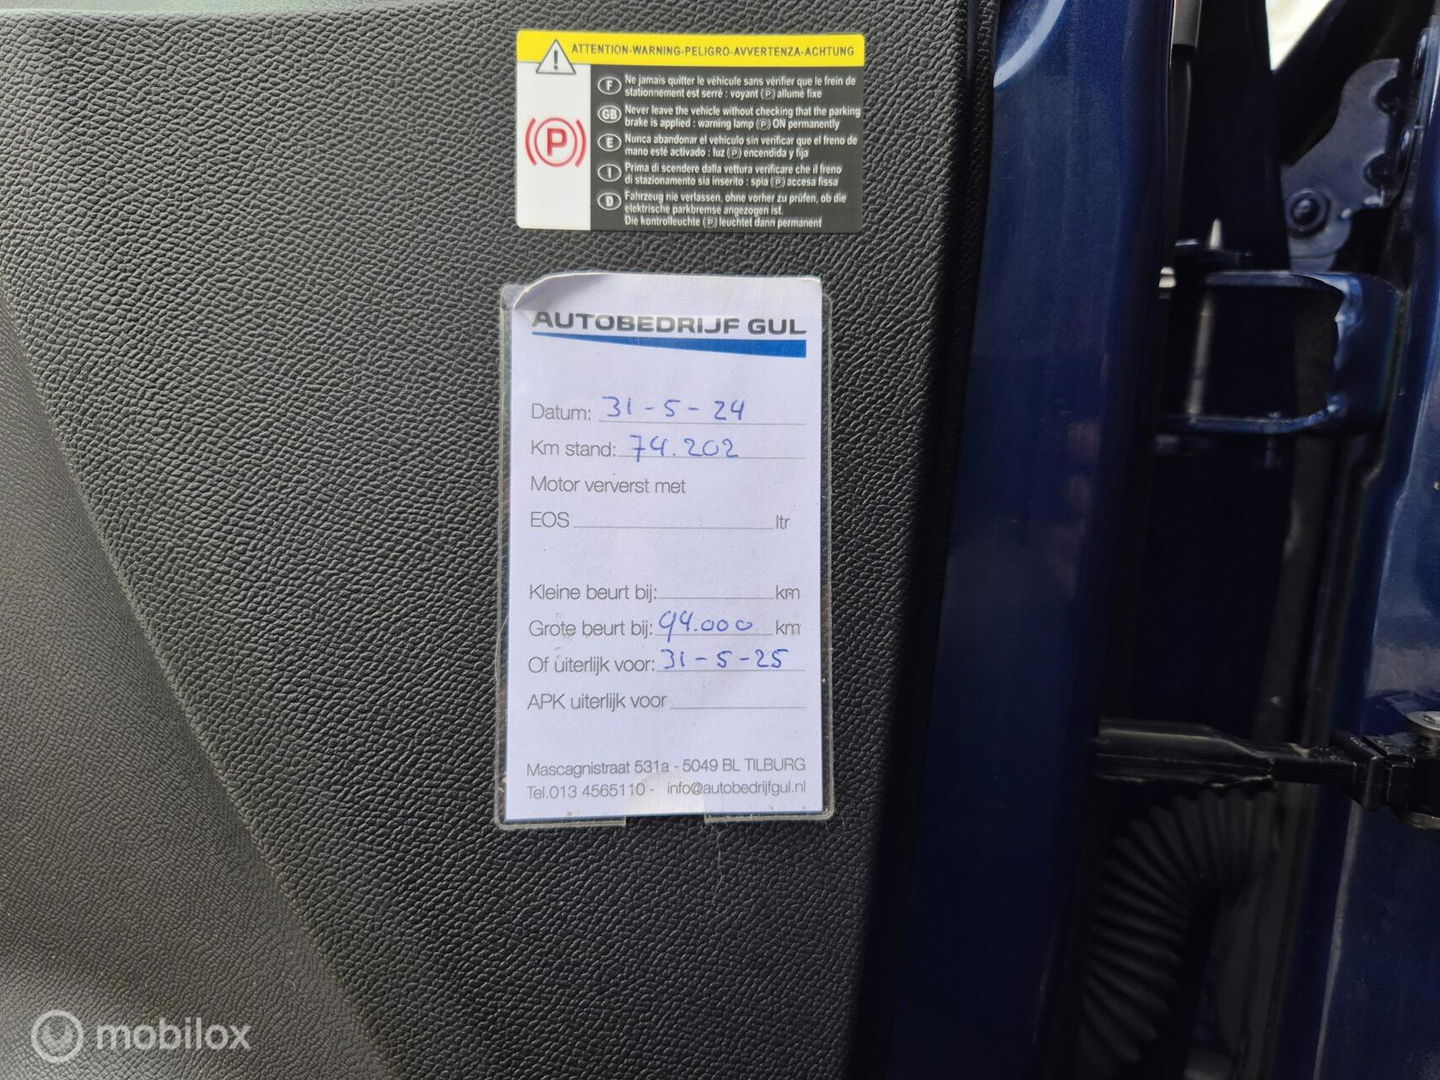 ATTENTION-WARNING-PELIGRO-AVVERTENZA-ACHTUNG
F Ne jamais quitter le véhicule sans vérifier que le frein de
stationnement est serré : voyant (P) allumé fixe
GB Never leave the vehicle without checking that the parking
brake is applied : warning lamp (P) ON permanently
E Nunca abandonar el vehiculo sin verificar que el freno de
mano esté activado : luz (P) encendida y fija
I Prima di scendere dalla vettura verificare che il freno
di stazionamento sia inserito : spia (P) accesa fissa
D Fahrzeug nie verlassen, ohne vorher zu prüfen, ob die
elektrische parkbremse angezogen ist.
Die kontrolleuchte (P) leuchtet dann permanent
(P)
AUTOBEDRIJF GUL
Datum: 31-5-24
Km stand: 74.202
Motor ververst met
EOS ltr
Kleine beurt bij: km
Grote beurt bij: 94.000 km
Of uiterlijk voor: 31-5-25
APK uiterlijk voor
Mascagnistraat 531a - 5049 BL TILBURG
Tel.013 4565110 - info@autobedrijfgul.nl
mobilox